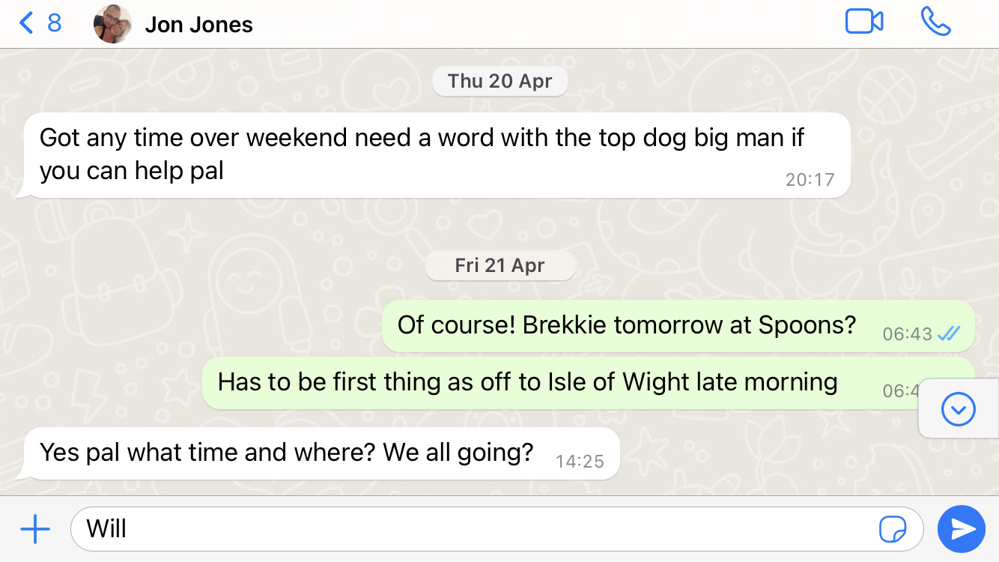 8 Jon Jones
Thu 20 Apr
Got any time over weekend need a word with the top dog big man if
you can help pal
20:17
Fri 21 Apr
Of course! Brekkie tomorrow at Spoons? 06:43
Has to be first thing as off to Isle of Wight late morning
Yes pal what time and where? We all going? 14:25
Will